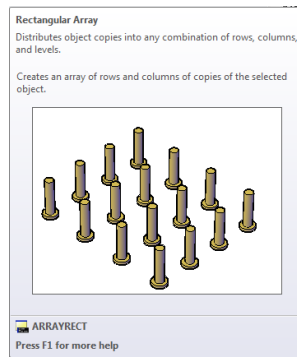 Rectangular Array
Distributes object copies into any combination of rows, columns,
and levels.
Creates an array of rows and columns of copies of the selected
object.
ARRAYRECT
Press F1 for more help